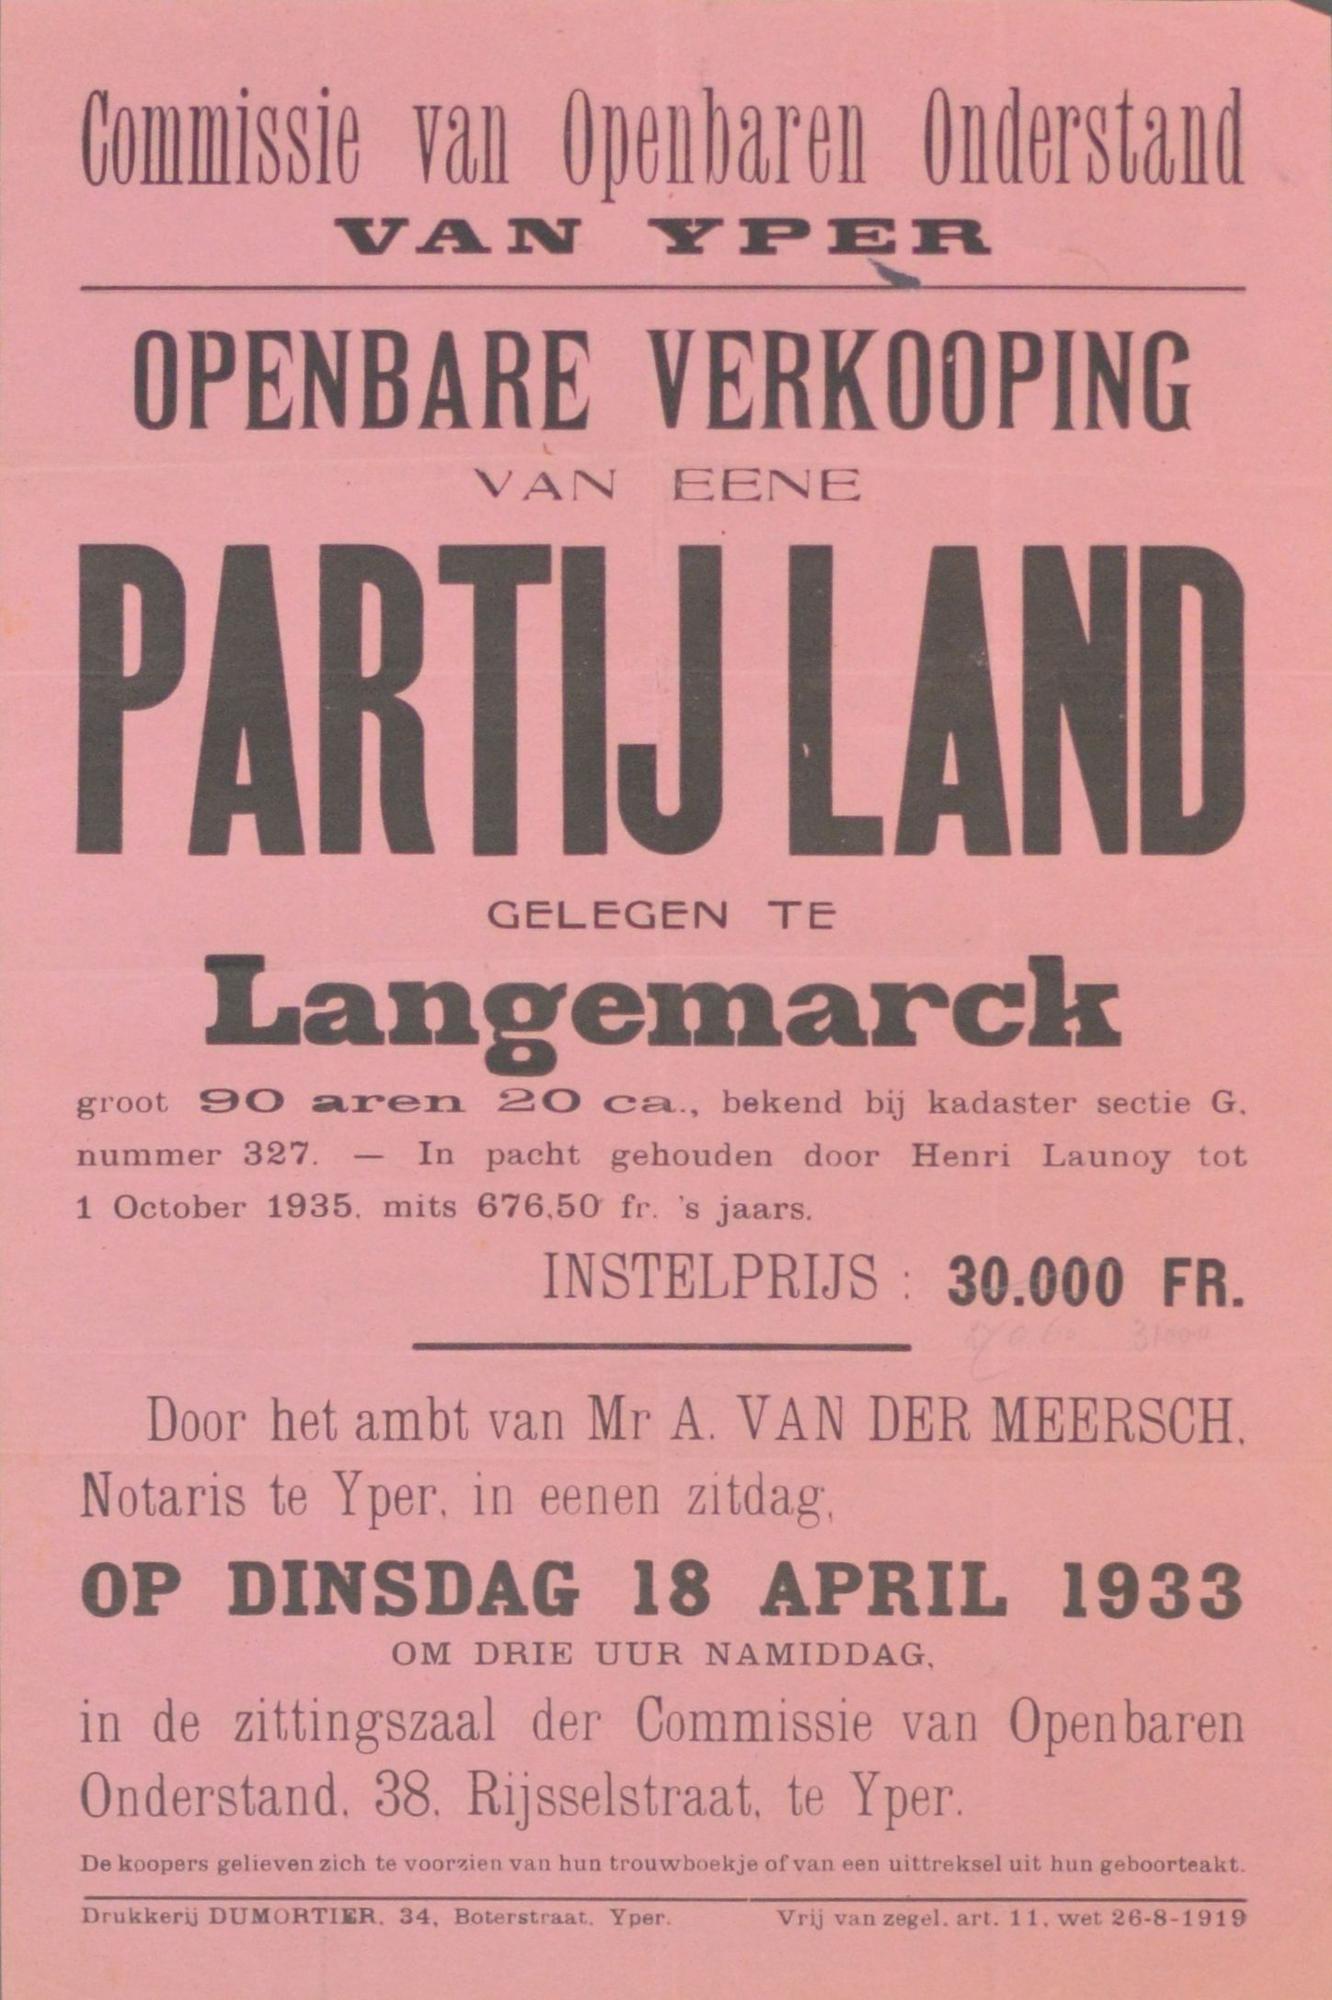 Commissie van Openbaren Onderstand
VAN YPER
OPENBARE VERKOOPING
VAN EENE
PARTIJ LAND
GELEGEN TE
Langemarck
groot 90 aren 20 ca., bekend bij kadaster sectie G.
nummer 327. — In pacht gehouden door Henri Launoy tot
1 October 1935, mits 676,50 fr. 's jaars.
INSTELPRIJS : 30.000 FR.
31000
Door het ambt van Mr A. VAN DER MEERSCH,
Notaris te Yper, in eenen zitdag,
OP DINSDAG 18 APRIL 1933
OM DRIE UUR NAMIDDAG,
in de zittingszaal der Commissie van Openbaren
Onderstand, 38, Rijsselstraat, te Yper.
De koopers gelieven zich te voorzien van hun trouwboekje of van een uittreksel uit hun geboorteakt.
Drukkerij DUMORTIER, 34, Boterstraat, Yper.
Vrij van zegel, art. 11, wet 26-8-1919